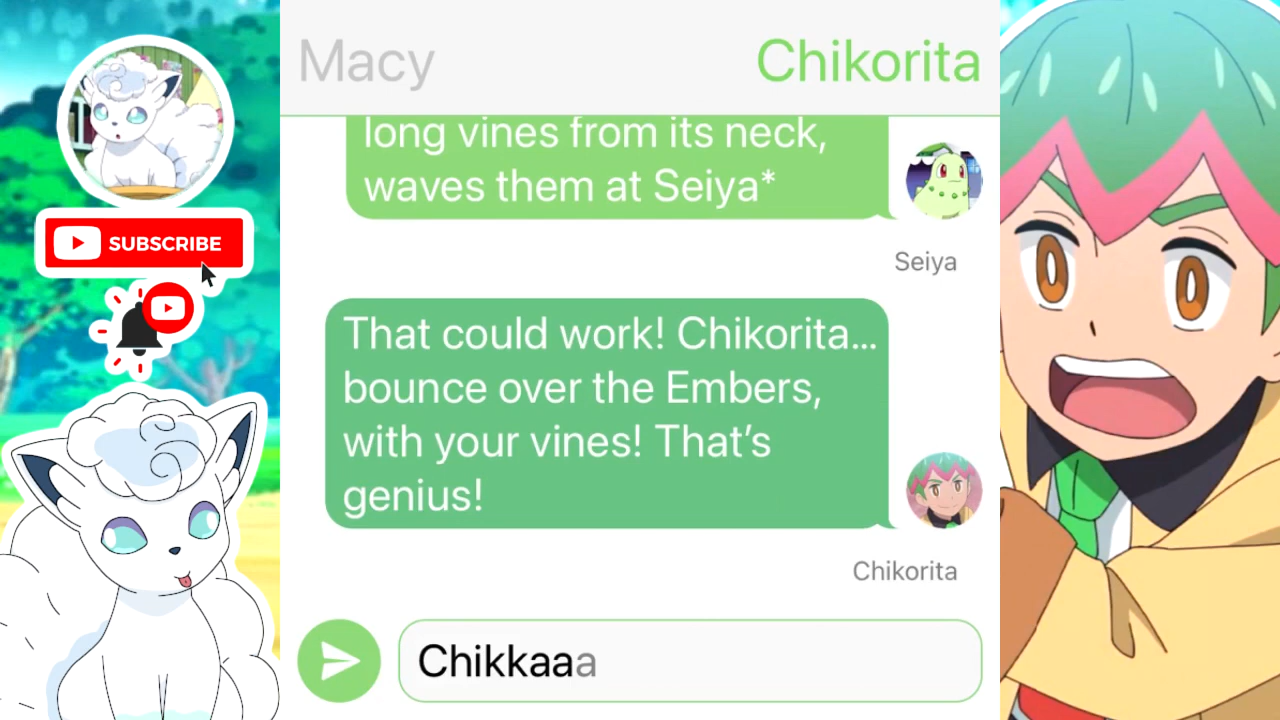 Macy
Chikorita
long vines from its neck,
waves them at Seiya*
SUBSCRIBE
Seiya
That could work! Chikorita...
bounce over the Embers,
with your vines! That’s
genius!
Chikorita
Chikkaaa